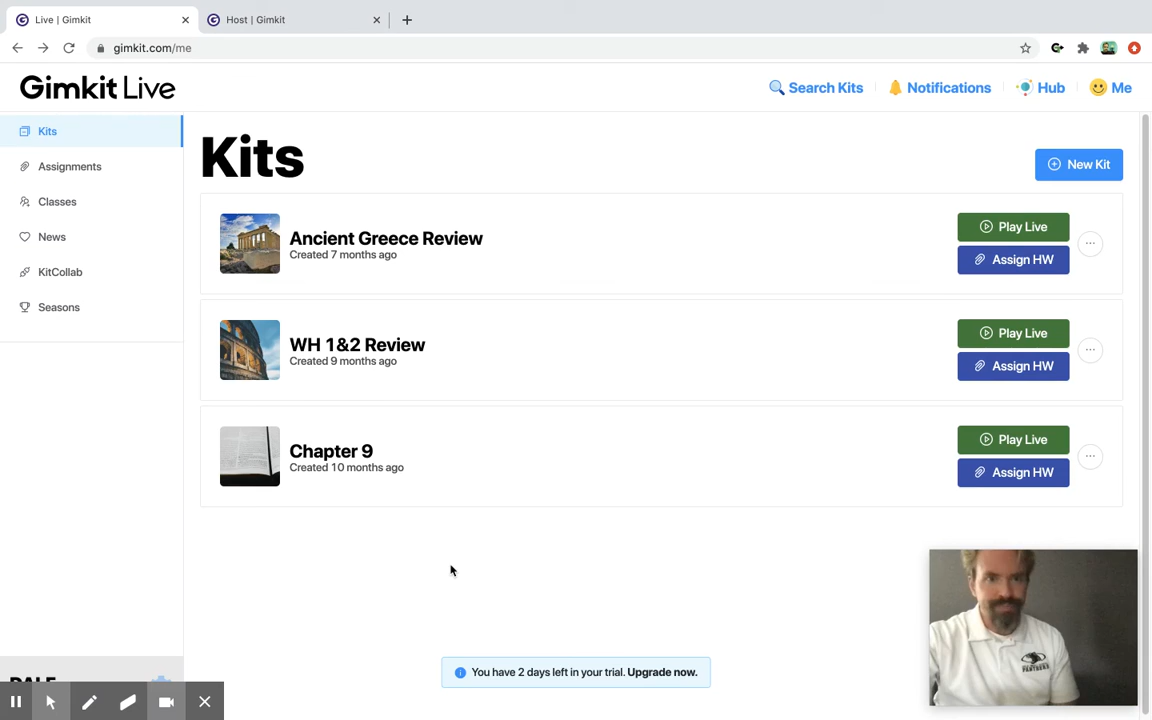 Live | Gimkit
Host | Gimkit
gimkit.com/me
Gimkit Live
Search Kits
Notifications
Hub
Me
Kits
Assignments
Classes
News
KitCollab
Seasons
Kits
New Kit
Ancient Greece Review
Created 7 months ago
Play Live
Assign HW
WH 1&2 Review
Created 9 months ago
Play Live
Assign HW
Chapter 9
Created 10 months ago
Play Live
Assign HW
You have 2 days left in your trial. Upgrade now.
PANTHERS